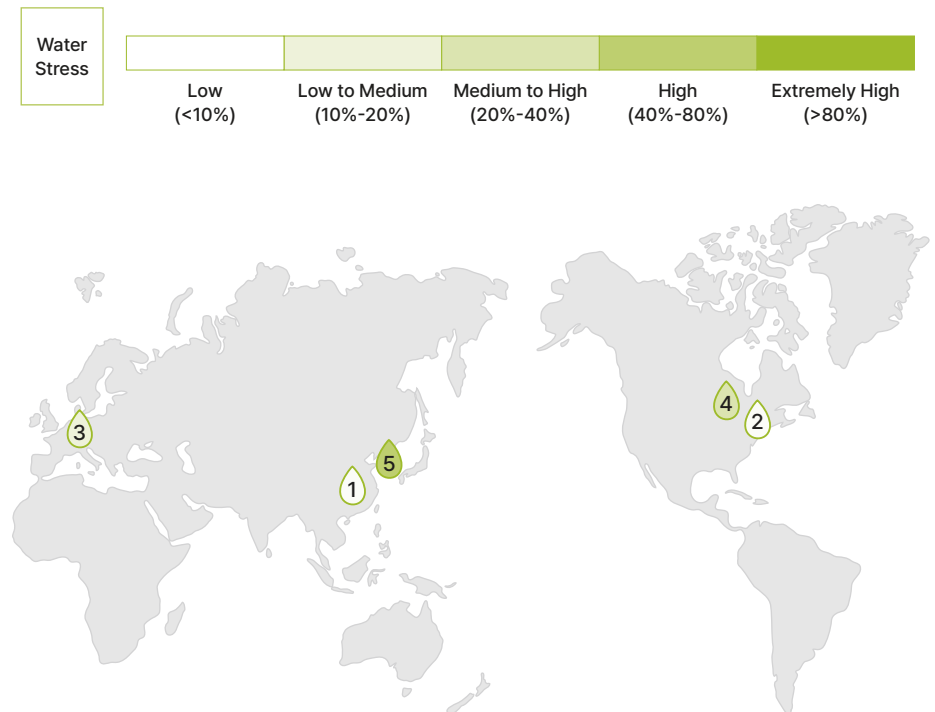 Water
Stress
Low
(<10%)
Low to Medium
(10%-20%)
Medium to High
(20%-40%)
High
(40%-80%)
Extremely High
(>80%)
4
2
3
5
1